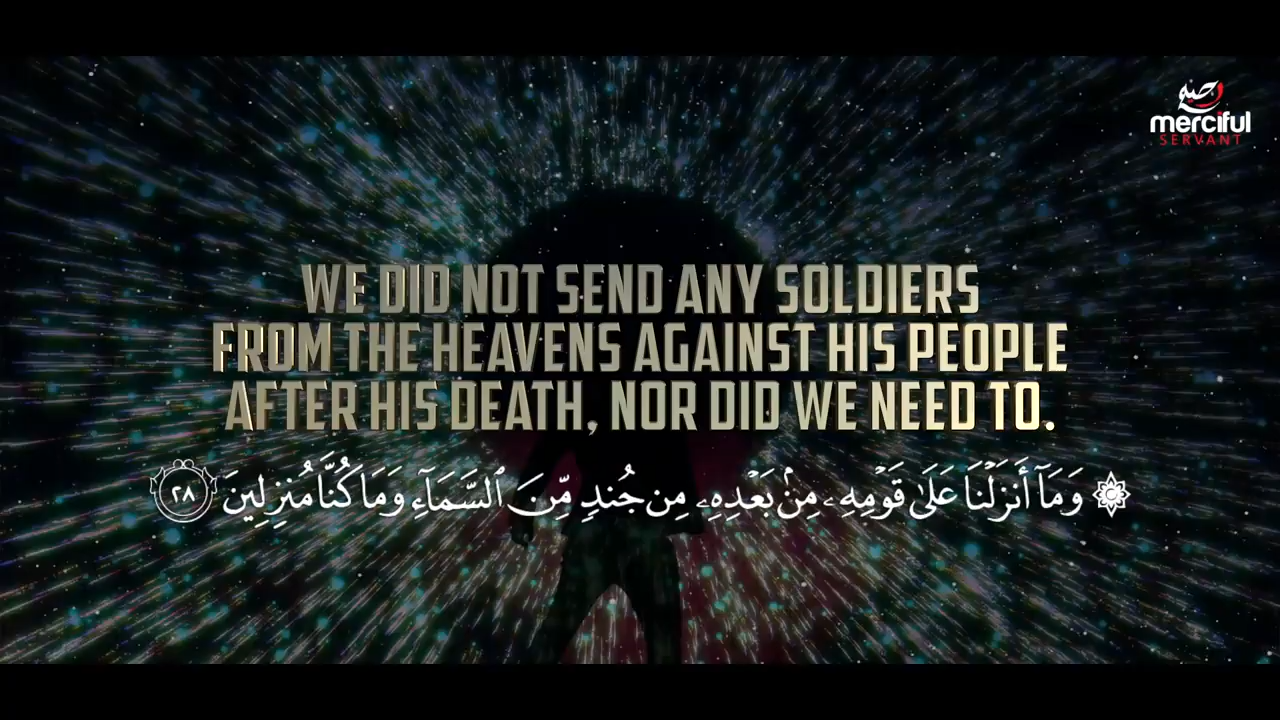 merciful
SERVANT
WE DID NOT SEND ANY SOLDIERS
FROM THE HEAVENS AGAINST HIS PEOPLE
AFTER HIS DEATH, NOR DID WE NEED TO.
۞ وَمَآ أَنزَلْنَا عَلَىٰ قَوْمِهِۦ مِنۢ بَعْدِهِۦ مِن جُندٍ مِّنَ ٱلسَّمَآءِ وَمَا كُنَّا مُنزِلِينَ ٢٨